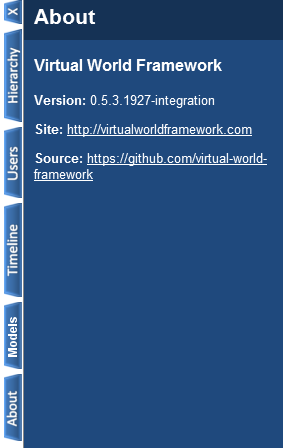 About
Virtual World Framework
Version: 0.5.3.1927-integration
Site: http://virtualworldframework.com
Source: https://github.com/virtual-world-
framework
X
Hierarchy
Users
Timeline
Models
About